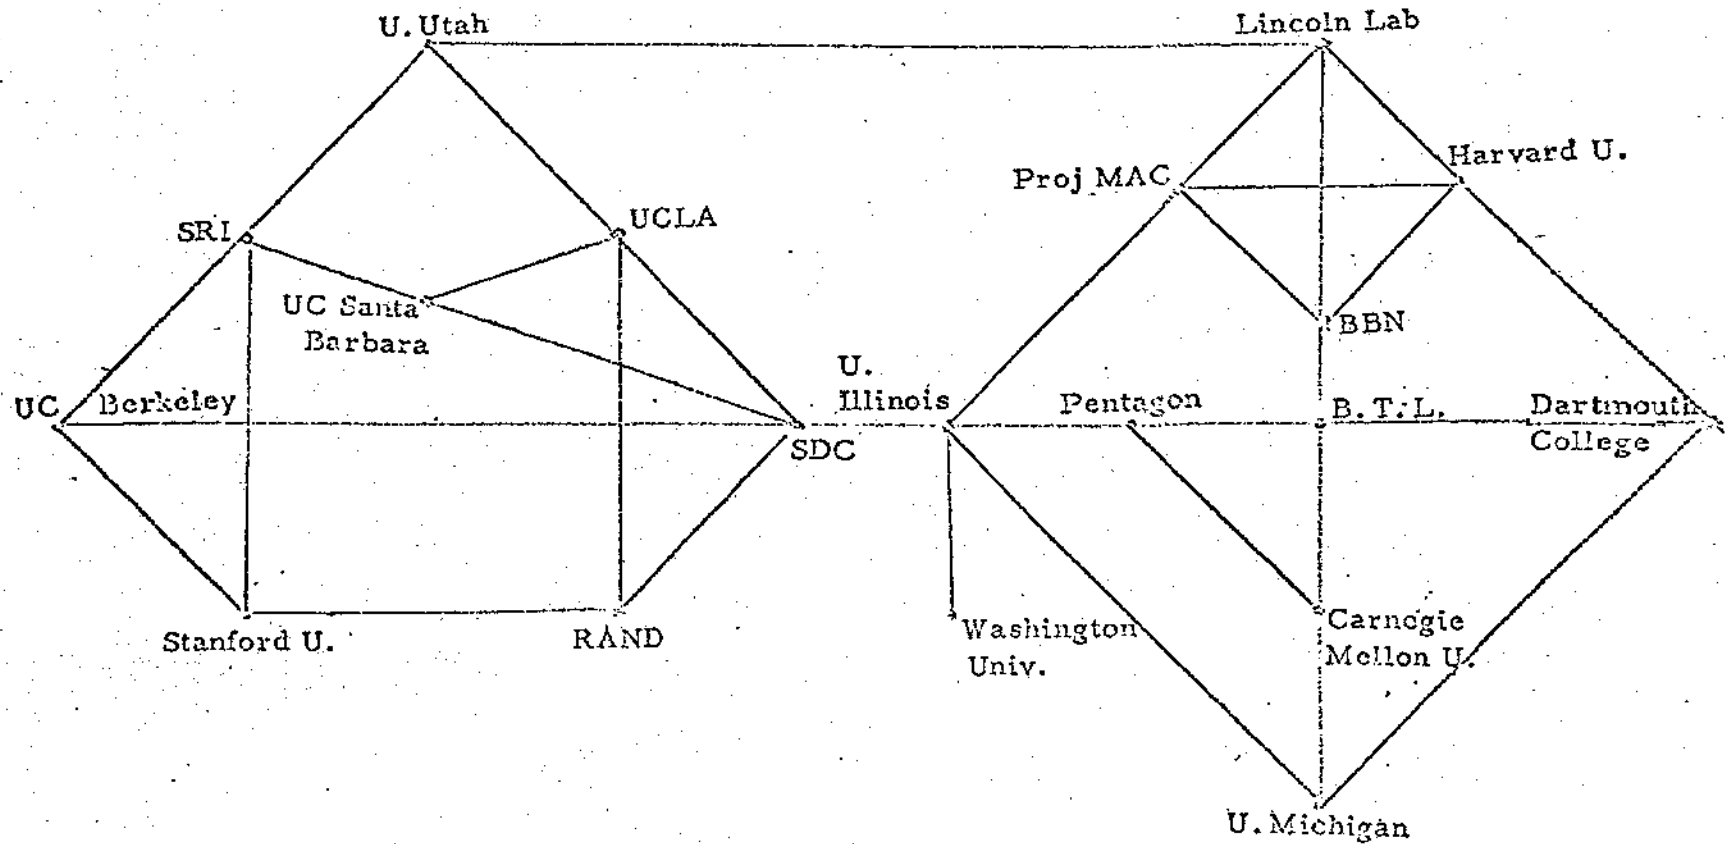 U. Utah
Lincoln Lab
Harvard U.
Proj MAC
UCLA
SRI
UC Santa
Barbara
BBN
U.
Illinois
UC Berkeley
Pentagon
B. T. L.
Dartmouth
College
SDC
Stanford U.
RAND
Washington
Univ.
Carnegie
Mellon U.
U. Michigan